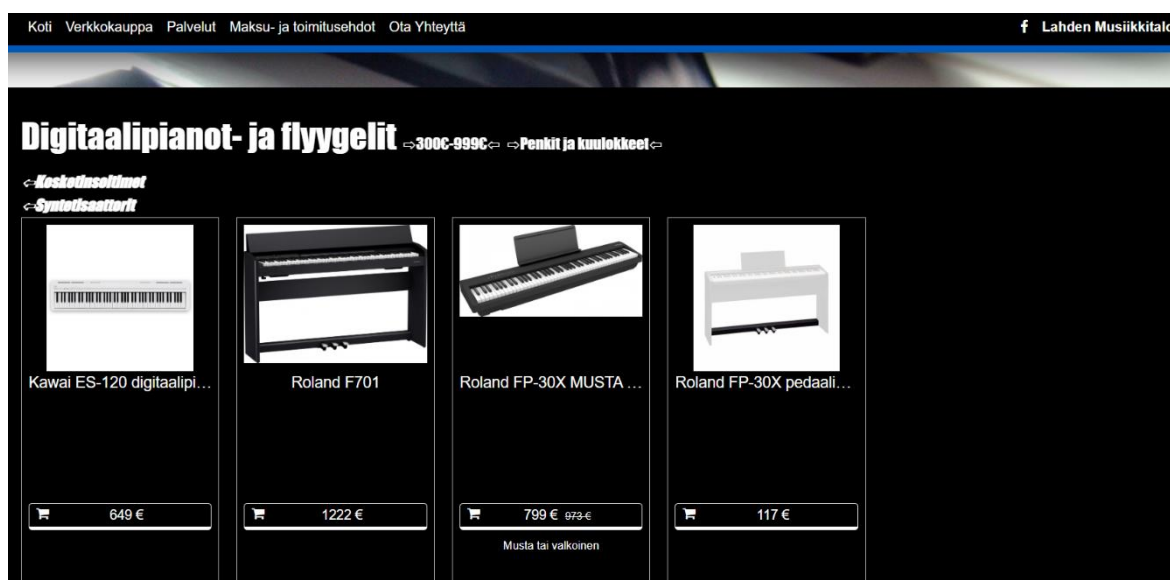 Koti Verkkokauppa Palvelut Maksu- ja toimitusehdot Ota Yhteyttä
f Lahden Musiikkitalo
Digitaalipianot- ja flyygelit ⇨300€-999€⇦ ⇨Penkit ja kuulokkeet⇦
⇦Kosketinsoittimet
⇦Syntetisaattorit
Kawai ES-120 digitaalipi...
Roland F701
Roland FP-30X MUSTA ...
Roland FP-30X pedaali...
649 €
1222 €
799 € 973 €
117 €
Musta tai valkoinen